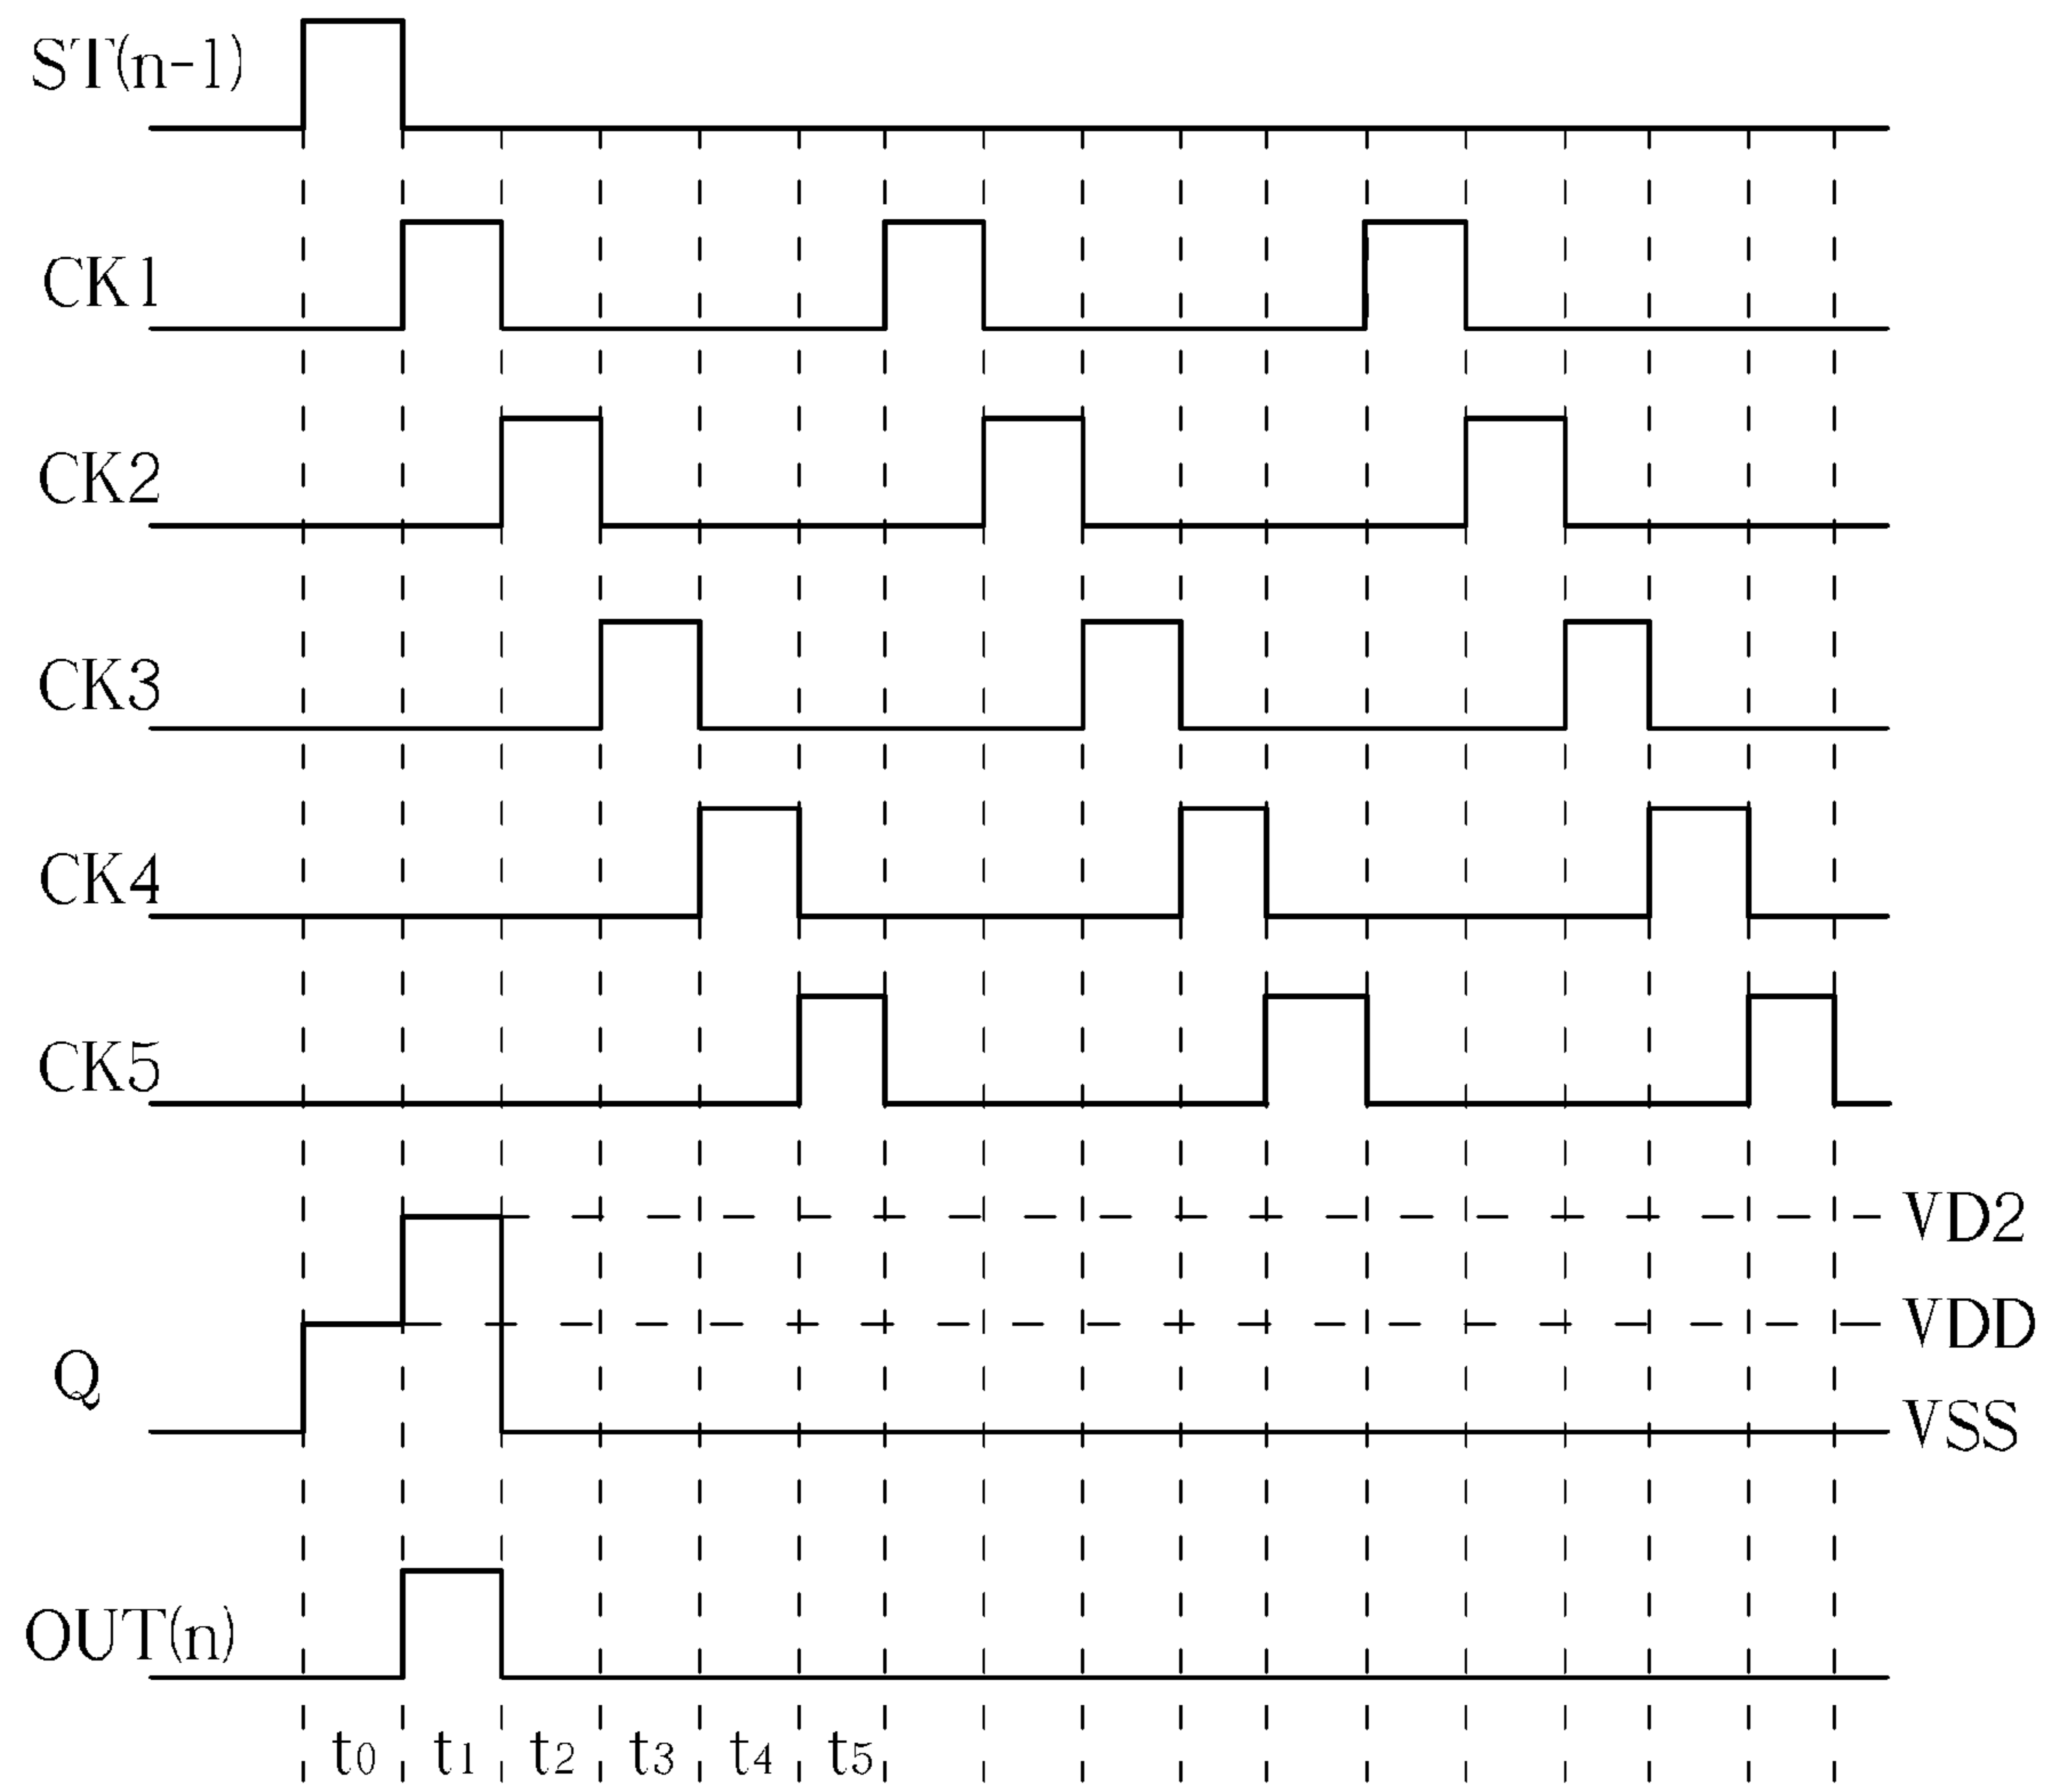 ST(n-1)
CK1
CK2
CK3
CK4
CK5
VD2
VDD
Q
VSS
OUT(n)
t0 t1 t2 t3 t4 t5